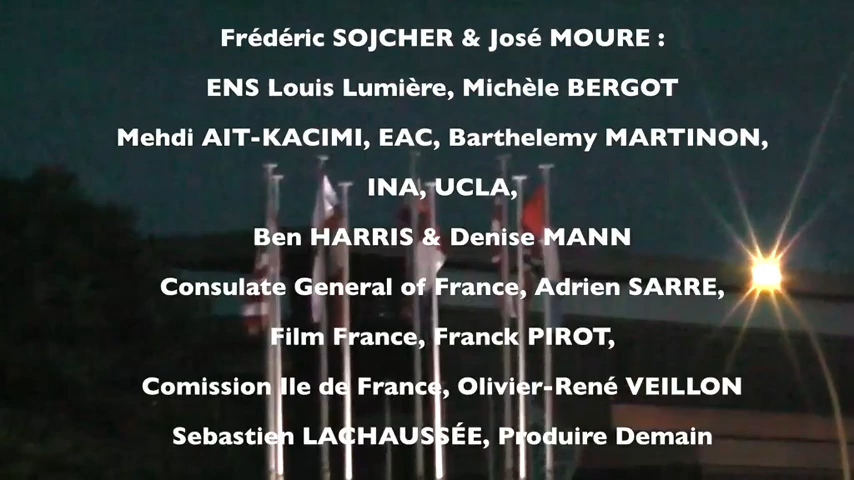 Frédéric SOJCHER & José MOURE :
ENS Louis Lumière, Michèle BERGOT
Mehdi AIT-KACIMI, EAC, Barthelemy MARTINON,
INA, UCLA,
Ben HARRIS & Denise MANN
Consulate General of France, Adrien SARRE,
Film France, Franck PIROT,
Comission Ile de France, Olivier-René VEILLON
Sebastien LACHAUSSÉE, Produire Demain